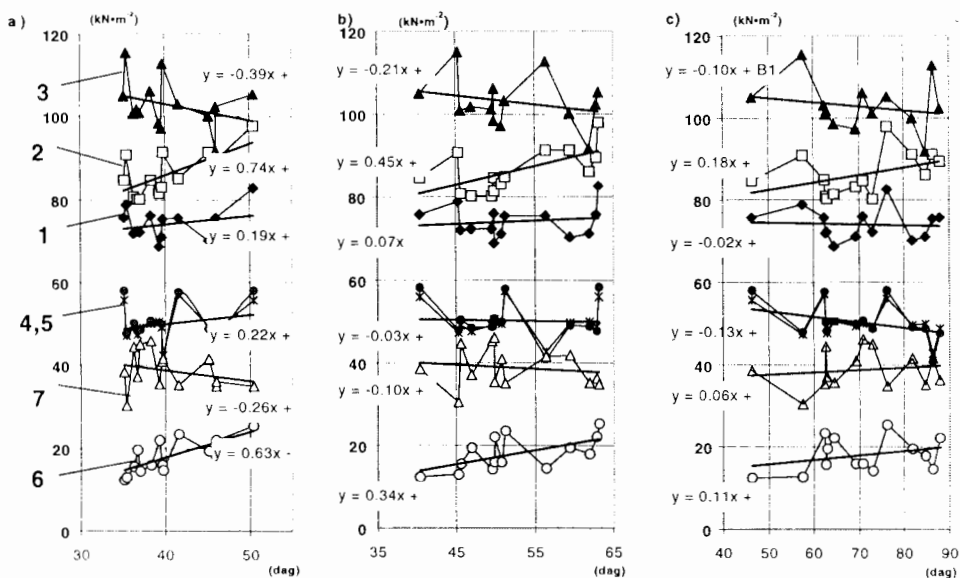 a) (kN•m-2)
120
100
80
60
40
20
0
3
2
1
4,5
7
6
y = -0.39x +
y = 0.74x +
y = 0.19x +
y = 0.22x +
y = -0.26x +
y = 0.63x -
30 40 50
(dag)
b) (kN•m-2)
120
100
80
60
40
20
0
y = -0.21x +
y = 0.45x +
y = 0.07x
y = -0.03x +
y = -0.10x +
y = 0.34x +
35 45 55 65
(dag)
c) (kN•m-2)
120
100
80
60
40
20
0
y = -0.10x + B1
y = 0.18x +
y = -0.02x +
y = -0.13x +
y = 0.06x +
y = 0.11x +
40 50 60 70 80 90
(dag)